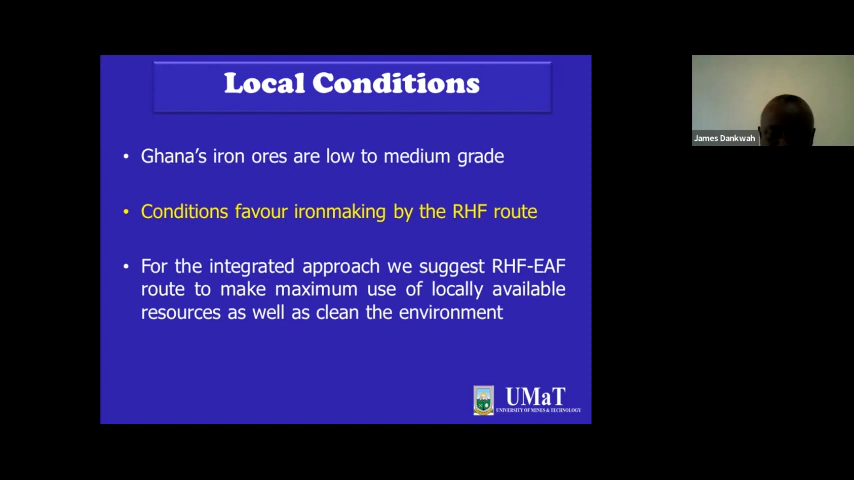 Local Conditions
• Ghana's iron ores are low to medium grade
• Conditions favour ironmaking by the RHF route
• For the integrated approach we suggest RHF-EAF
route to make maximum use of locally available
resources as well as clean the environment
UMaT
UNIVERSITY OF MINES & TECHNOLOGY
James Dankwah